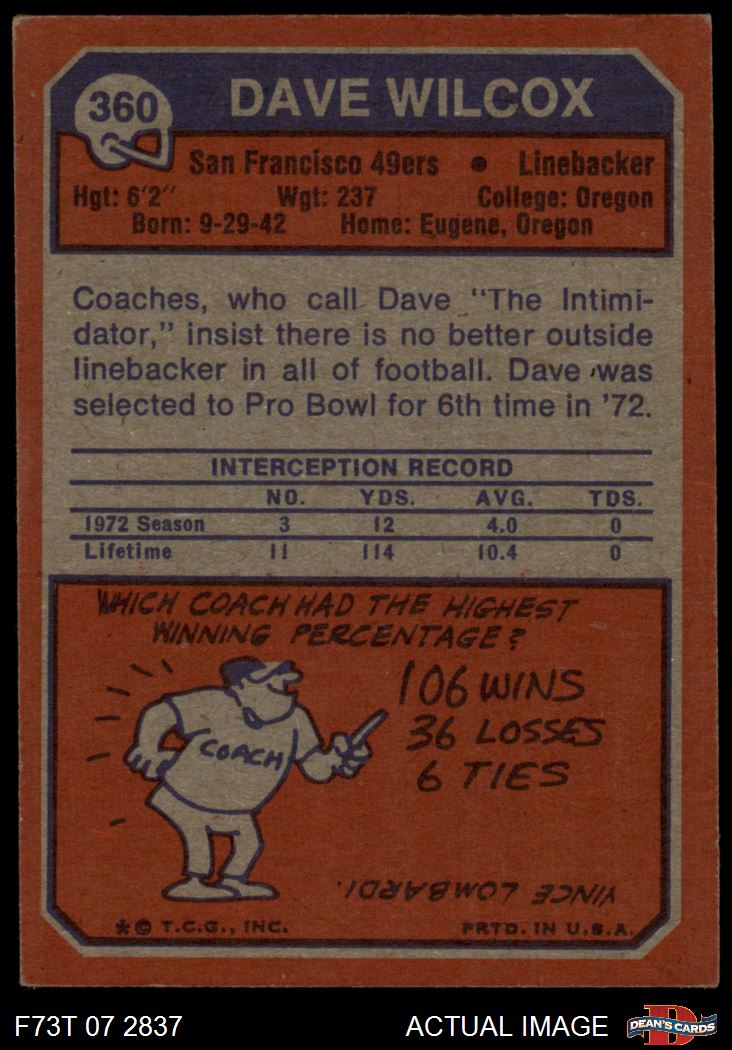 360
DAVE WILCOX
San Francisco 49ers • Linebacker
Hgt: 6'2" Wgt: 237 College: Oregon
Born: 9-29-42 Home: Eugene, Oregon
Coaches, who call Dave "The Intimi-
dator," insist there is no better outside
linebacker in all of football. Dave was
selected to Pro Bowl for 6th time in '72.
INTERCEPTION RECORD
NO. YDS. AVG. TDS.
1972 Season 3 12 4.0 0
Lifetime 11 114 10.4 0
WHICH COACH HAD THE HIGHEST
WINNING PERCENTAGE?
106 WINS
36 LOSSES
6 TIES
COACH
VINCE LOMBARDI.
*© T.C.G., INC. PRTD. IN U.S.A.
F73T 07 2837 ACTUAL IMAGE
D
DEAN'S CARDS